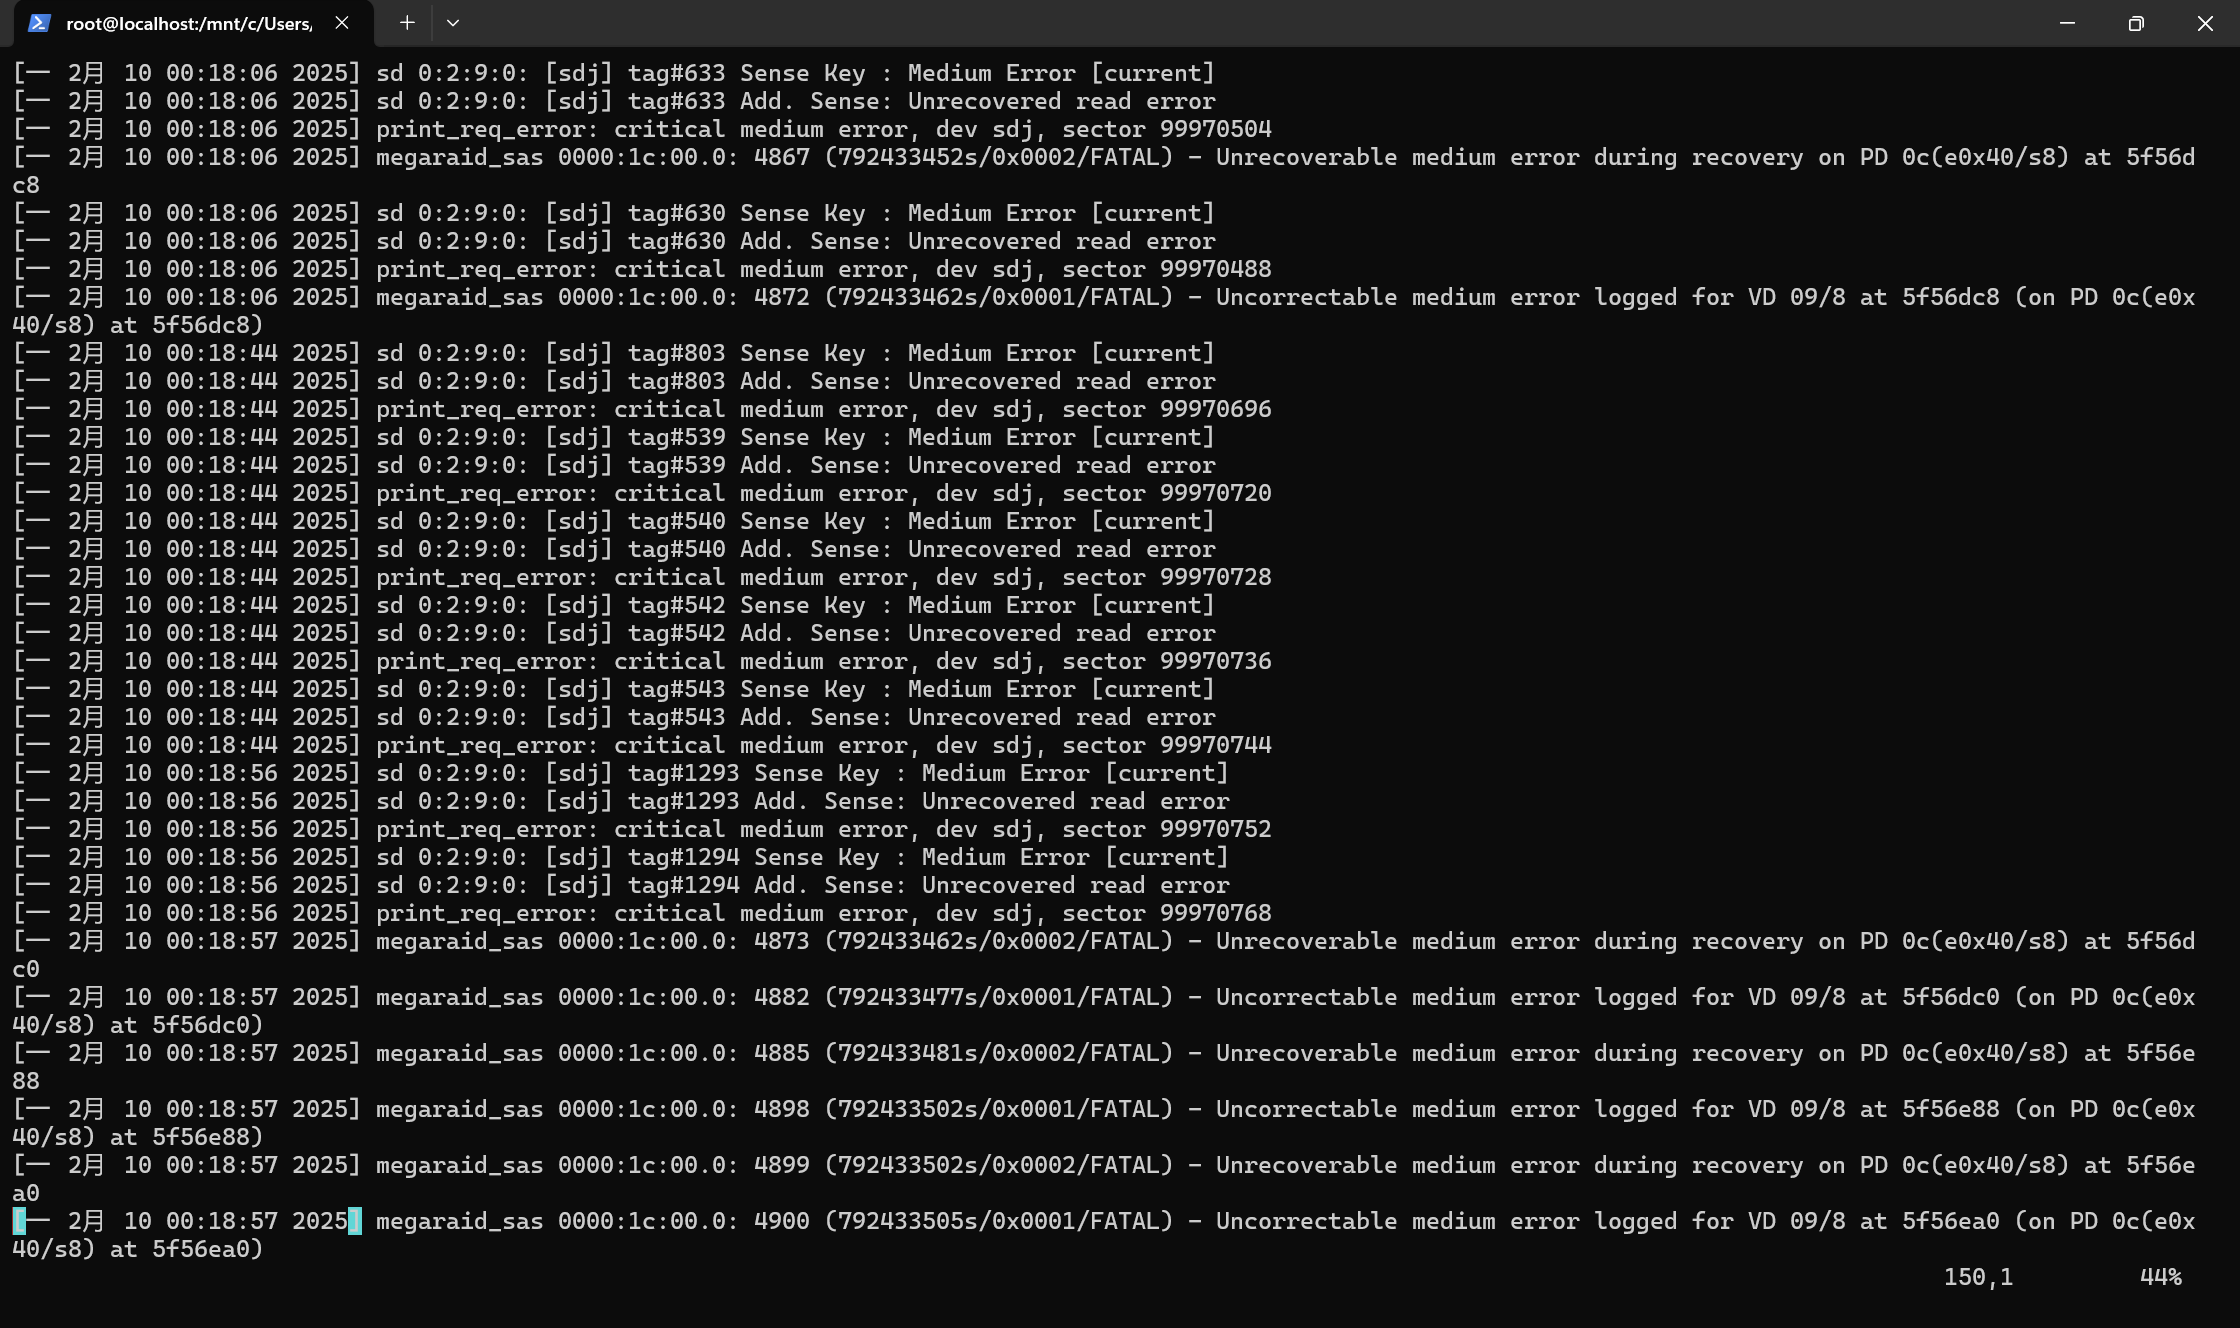 root@localhost:/mnt/c/Users,
[一 2月 10 00:18:06 2025] sd 0:2:9:0: [sdj] tag#633 Sense Key : Medium Error [current]
[一 2月 10 00:18:06 2025] sd 0:2:9:0: [sdj] tag#633 Add. Sense: Unrecovered read error
[一 2月 10 00:18:06 2025] print_req_error: critical medium error, dev sdj, sector 99970504
[一 2月 10 00:18:06 2025] megaraid_sas 0000:1c:00.0: 4867 (792433452s/0x0002/FATAL) - Unrecoverable medium error during recovery on PD 0c(e0x40/s8) at 5f56d
c8
[一 2月 10 00:18:06 2025] sd 0:2:9:0: [sdj] tag#630 Sense Key : Medium Error [current]
[一 2月 10 00:18:06 2025] sd 0:2:9:0: [sdj] tag#630 Add. Sense: Unrecovered read error
[一 2月 10 00:18:06 2025] print_req_error: critical medium error, dev sdj, sector 99970488
[一 2月 10 00:18:06 2025] megaraid_sas 0000:1c:00.0: 4872 (792433462s/0x0001/FATAL) - Uncorrectable medium error logged for VD 09/8 at 5f56dc8 (on PD 0c(e0x
40/s8) at 5f56dc8)
[一 2月 10 00:18:44 2025] sd 0:2:9:0: [sdj] tag#803 Sense Key : Medium Error [current]
[一 2月 10 00:18:44 2025] sd 0:2:9:0: [sdj] tag#803 Add. Sense: Unrecovered read error
[一 2月 10 00:18:44 2025] print_req_error: critical medium error, dev sdj, sector 99970696
[一 2月 10 00:18:44 2025] sd 0:2:9:0: [sdj] tag#539 Sense Key : Medium Error [current]
[一 2月 10 00:18:44 2025] sd 0:2:9:0: [sdj] tag#539 Add. Sense: Unrecovered read error
[一 2月 10 00:18:44 2025] print_req_error: critical medium error, dev sdj, sector 99970720
[一 2月 10 00:18:44 2025] sd 0:2:9:0: [sdj] tag#540 Sense Key : Medium Error [current]
[一 2月 10 00:18:44 2025] sd 0:2:9:0: [sdj] tag#540 Add. Sense: Unrecovered read error
[一 2月 10 00:18:44 2025] print_req_error: critical medium error, dev sdj, sector 99970728
[一 2月 10 00:18:44 2025] sd 0:2:9:0: [sdj] tag#542 Sense Key : Medium Error [current]
[一 2月 10 00:18:44 2025] sd 0:2:9:0: [sdj] tag#542 Add. Sense: Unrecovered read error
[一 2月 10 00:18:44 2025] print_req_error: critical medium error, dev sdj, sector 99970736
[一 2月 10 00:18:44 2025] sd 0:2:9:0: [sdj] tag#543 Sense Key : Medium Error [current]
[一 2月 10 00:18:44 2025] sd 0:2:9:0: [sdj] tag#543 Add. Sense: Unrecovered read error
[一 2月 10 00:18:44 2025] print_req_error: critical medium error, dev sdj, sector 99970744
[一 2月 10 00:18:56 2025] sd 0:2:9:0: [sdj] tag#1293 Sense Key : Medium Error [current]
[一 2月 10 00:18:56 2025] sd 0:2:9:0: [sdj] tag#1293 Add. Sense: Unrecovered read error
[一 2月 10 00:18:56 2025] print_req_error: critical medium error, dev sdj, sector 99970752
[一 2月 10 00:18:56 2025] sd 0:2:9:0: [sdj] tag#1294 Sense Key : Medium Error [current]
[一 2月 10 00:18:56 2025] sd 0:2:9:0: [sdj] tag#1294 Add. Sense: Unrecovered read error
[一 2月 10 00:18:56 2025] print_req_error: critical medium error, dev sdj, sector 99970768
[一 2月 10 00:18:57 2025] megaraid_sas 0000:1c:00.0: 4873 (792433462s/0x0002/FATAL) - Unrecoverable medium error during recovery on PD 0c(e0x40/s8) at 5f56d
c0
[一 2月 10 00:18:57 2025] megaraid_sas 0000:1c:00.0: 4882 (792433477s/0x0001/FATAL) - Uncorrectable medium error logged for VD 09/8 at 5f56dc0 (on PD 0c(e0x
40/s8) at 5f56dc0)
[一 2月 10 00:18:57 2025] megaraid_sas 0000:1c:00.0: 4885 (792433481s/0x0002/FATAL) - Unrecoverable medium error during recovery on PD 0c(e0x40/s8) at 5f56e
88
[一 2月 10 00:18:57 2025] megaraid_sas 0000:1c:00.0: 4898 (792433502s/0x0001/FATAL) - Uncorrectable medium error logged for VD 09/8 at 5f56e88 (on PD 0c(e0x
40/s8) at 5f56e88)
[一 2月 10 00:18:57 2025] megaraid_sas 0000:1c:00.0: 4899 (792433502s/0x0002/FATAL) - Unrecoverable medium error during recovery on PD 0c(e0x40/s8) at 5f56e
a0
[一 2月 10 00:18:57 2025] megaraid_sas 0000:1c:00.0: 4900 (792433505s/0x0001/FATAL) - Uncorrectable medium error logged for VD 09/8 at 5f56ea0 (on PD 0c(e0x
40/s8) at 5f56ea0)
150,1 44%